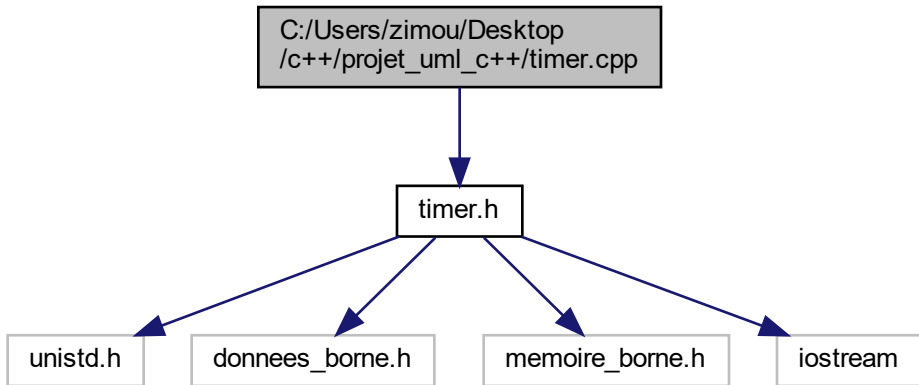 C:/Users/zimou/Desktop
/c++/projet_uml_c++/timer.cpp
timer.h
unistd.h
donnees_borne.h
memoire_borne.h
iostream